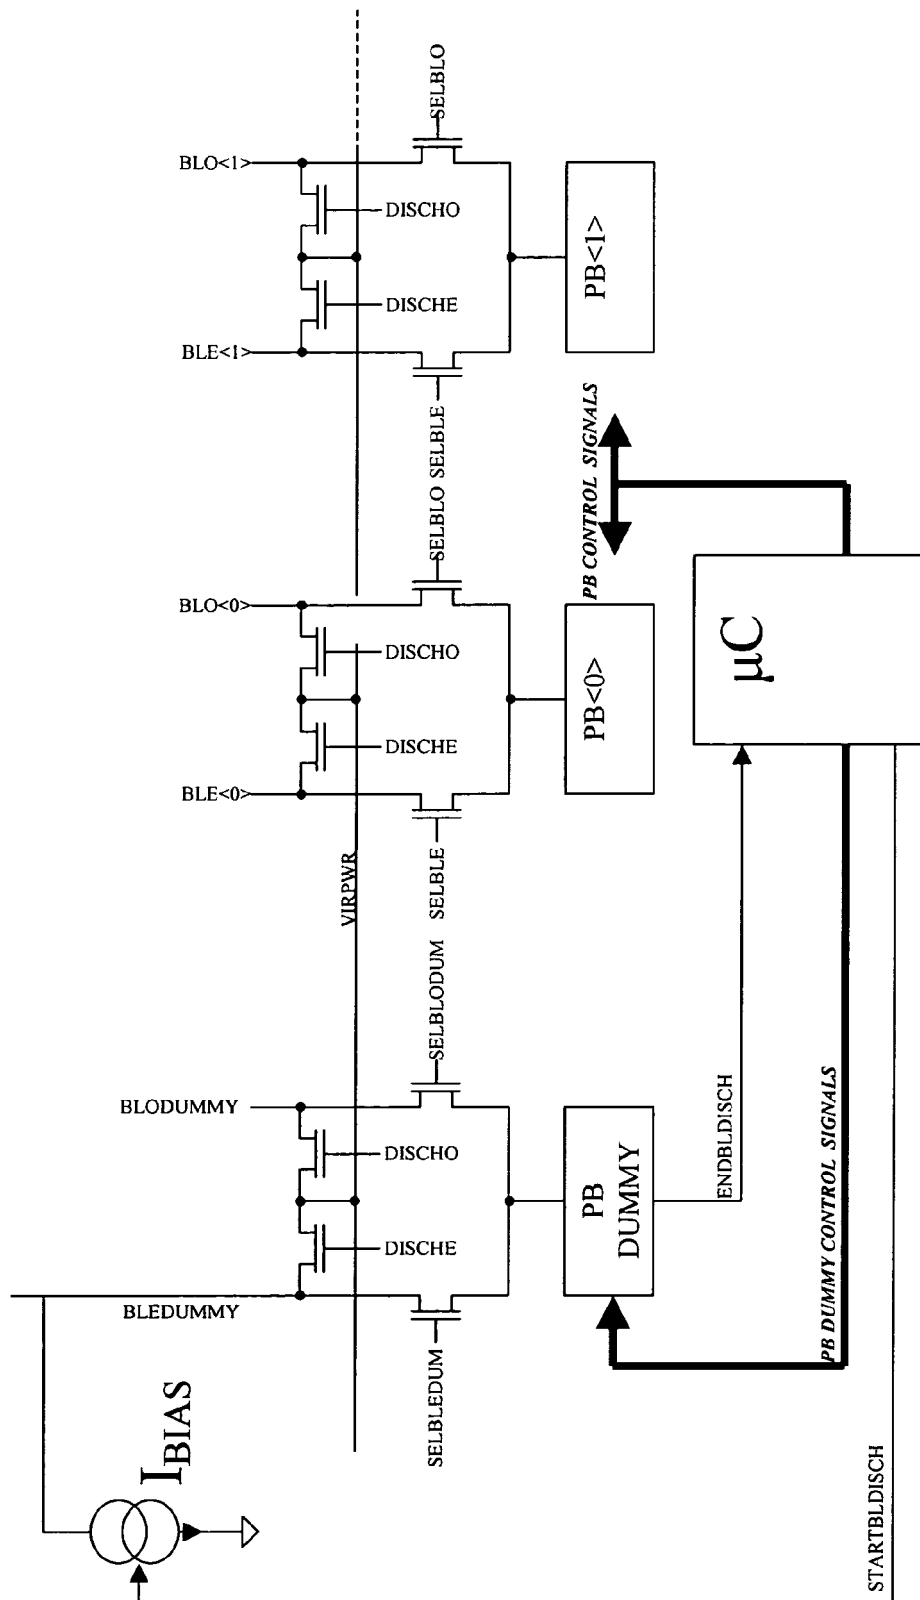 SELBLO
BLO<1>
DISCHO
DISCHE
BLE<1>
PB<1>
SELBLO SELBLE
PB CONTROL SIGNALS
BLO<0>
DISCHO
DISCHE
BLE<0>
PB<0>
µC
VIRPWR
SELBLODUM SELBLE
BLODUMMY
DISCHO
DISCHE
BLEDUMMY
PB
DUMMY
ENDBLDISCH
PB DUMMY CONTROL SIGNALS
SELBLEDUM
IBIAS
STARTBLDISCH